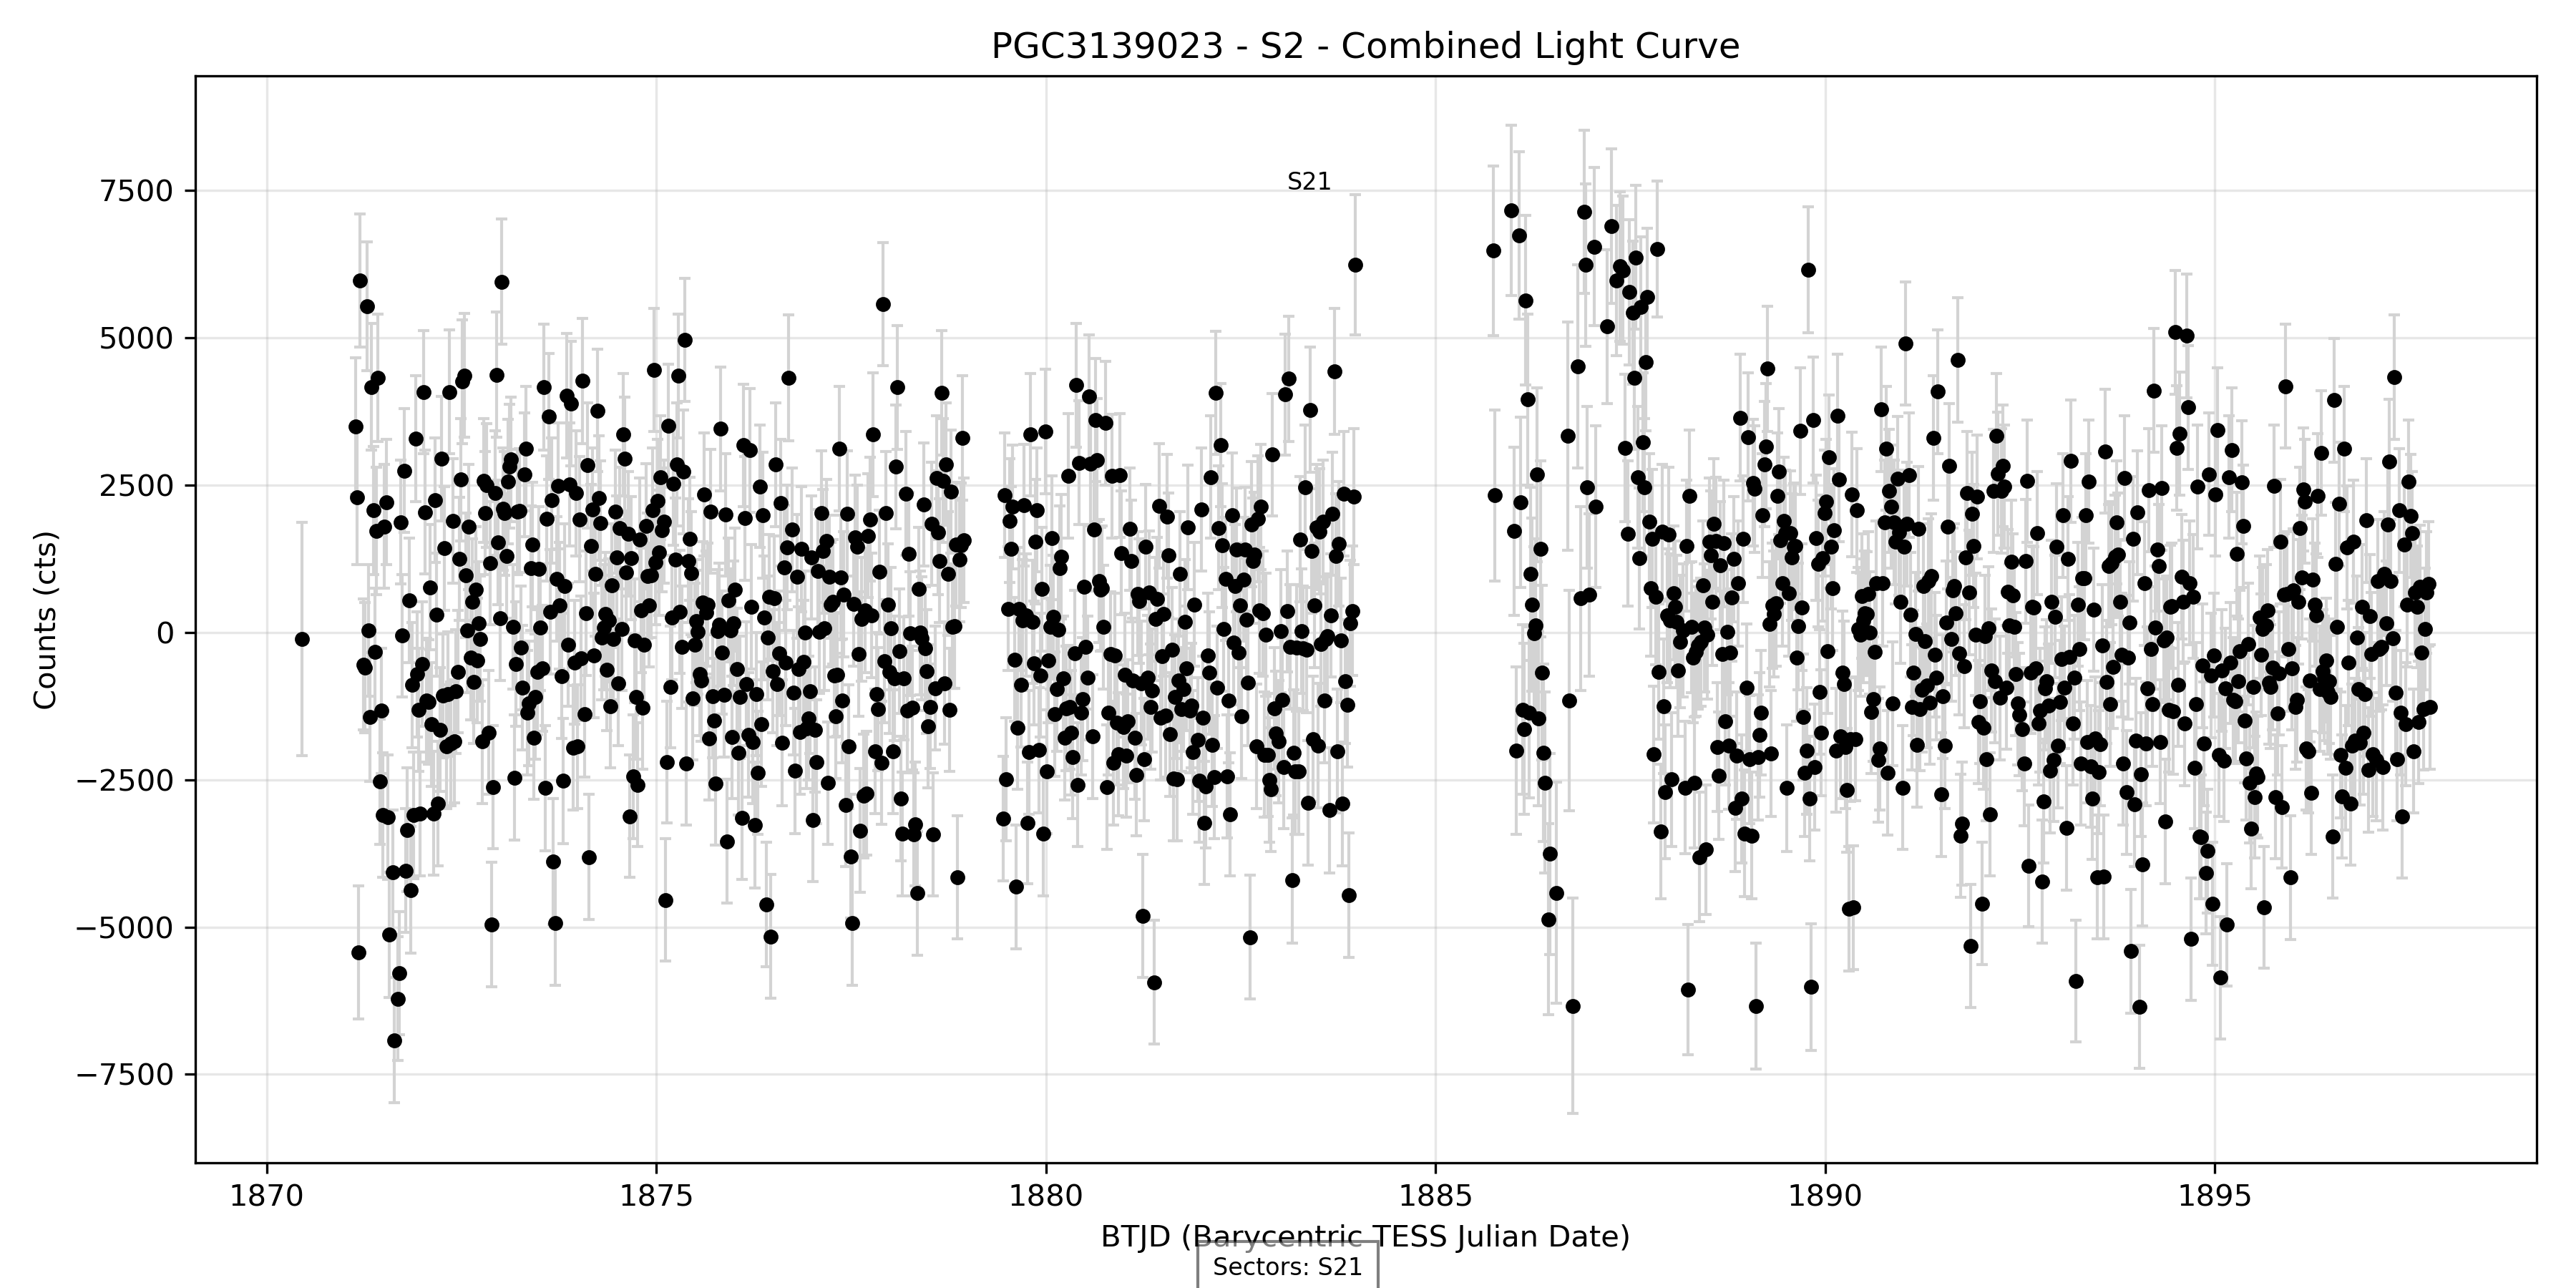 PGC3139023 - S2 - Combined Light Curve
S21
7500
5000
2500
0
−2500
−5000
−7500
Counts (cts)
1870
1875
1880
1885
1890
1895
BTJD (Barycentric TESS Julian Date)
Sectors: S21